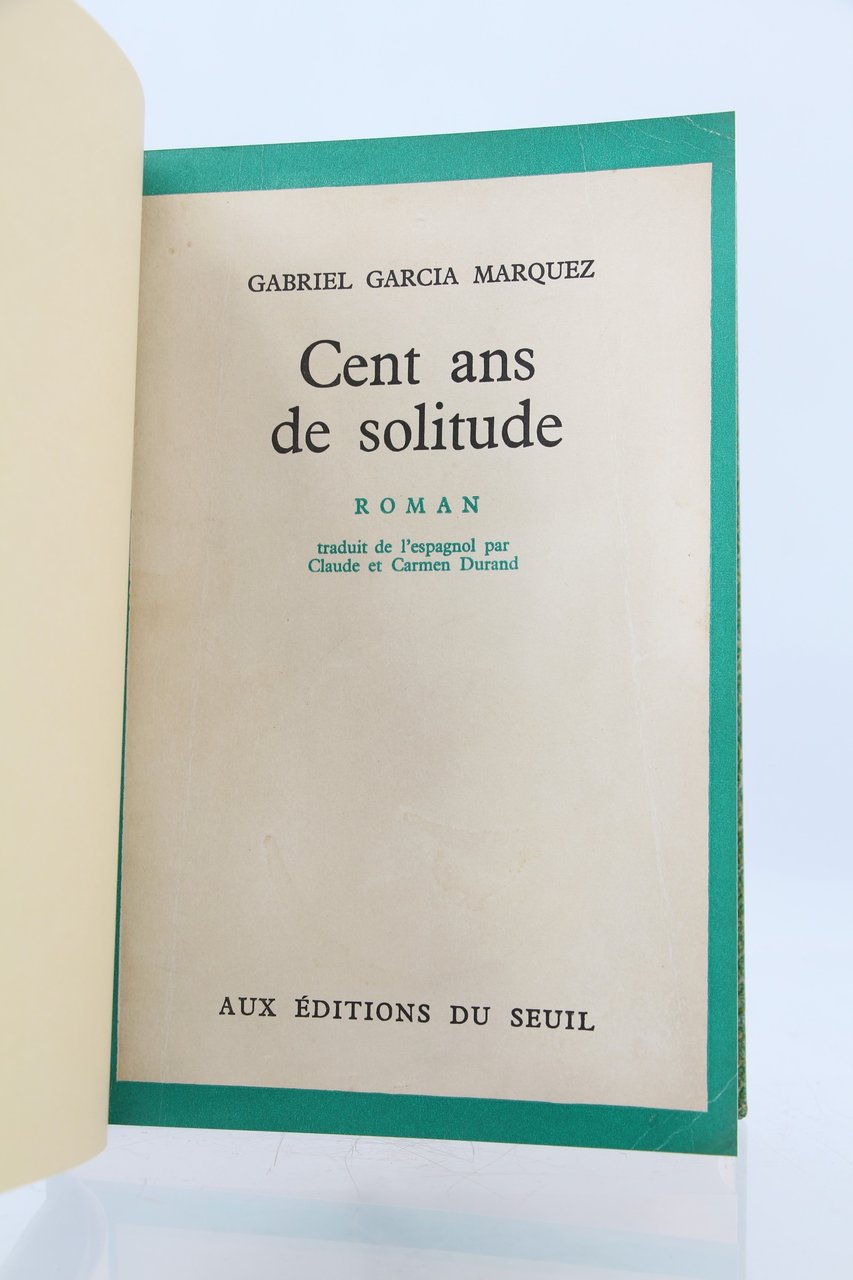 GABRIEL GARCIA MARQUEZ
Cent ans
de solitude
ROMAN
traduit de l'espagnol par
Claude et Carmen Durand
AUX ÉDITIONS DU SEUIL